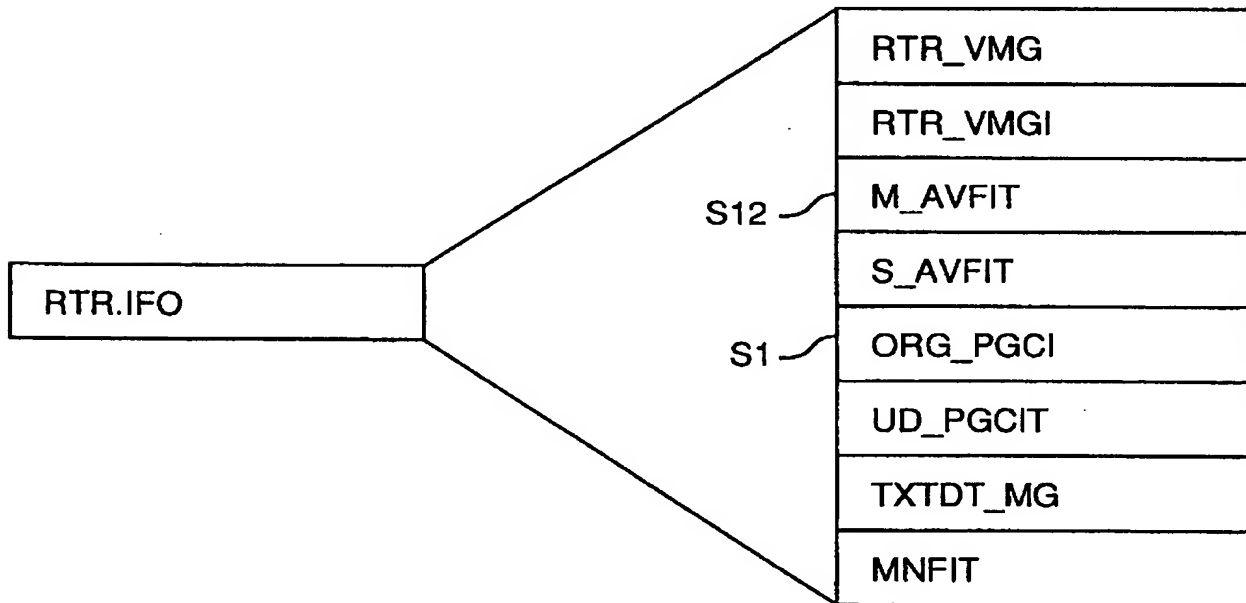 RTR_VMG
RTR_VMGI
S12
M_AVFIT
S_AVFIT
RTR.IFO
S1
ORG_PGCI
UD_PGCIT
TXTDT_MG
MNFIT